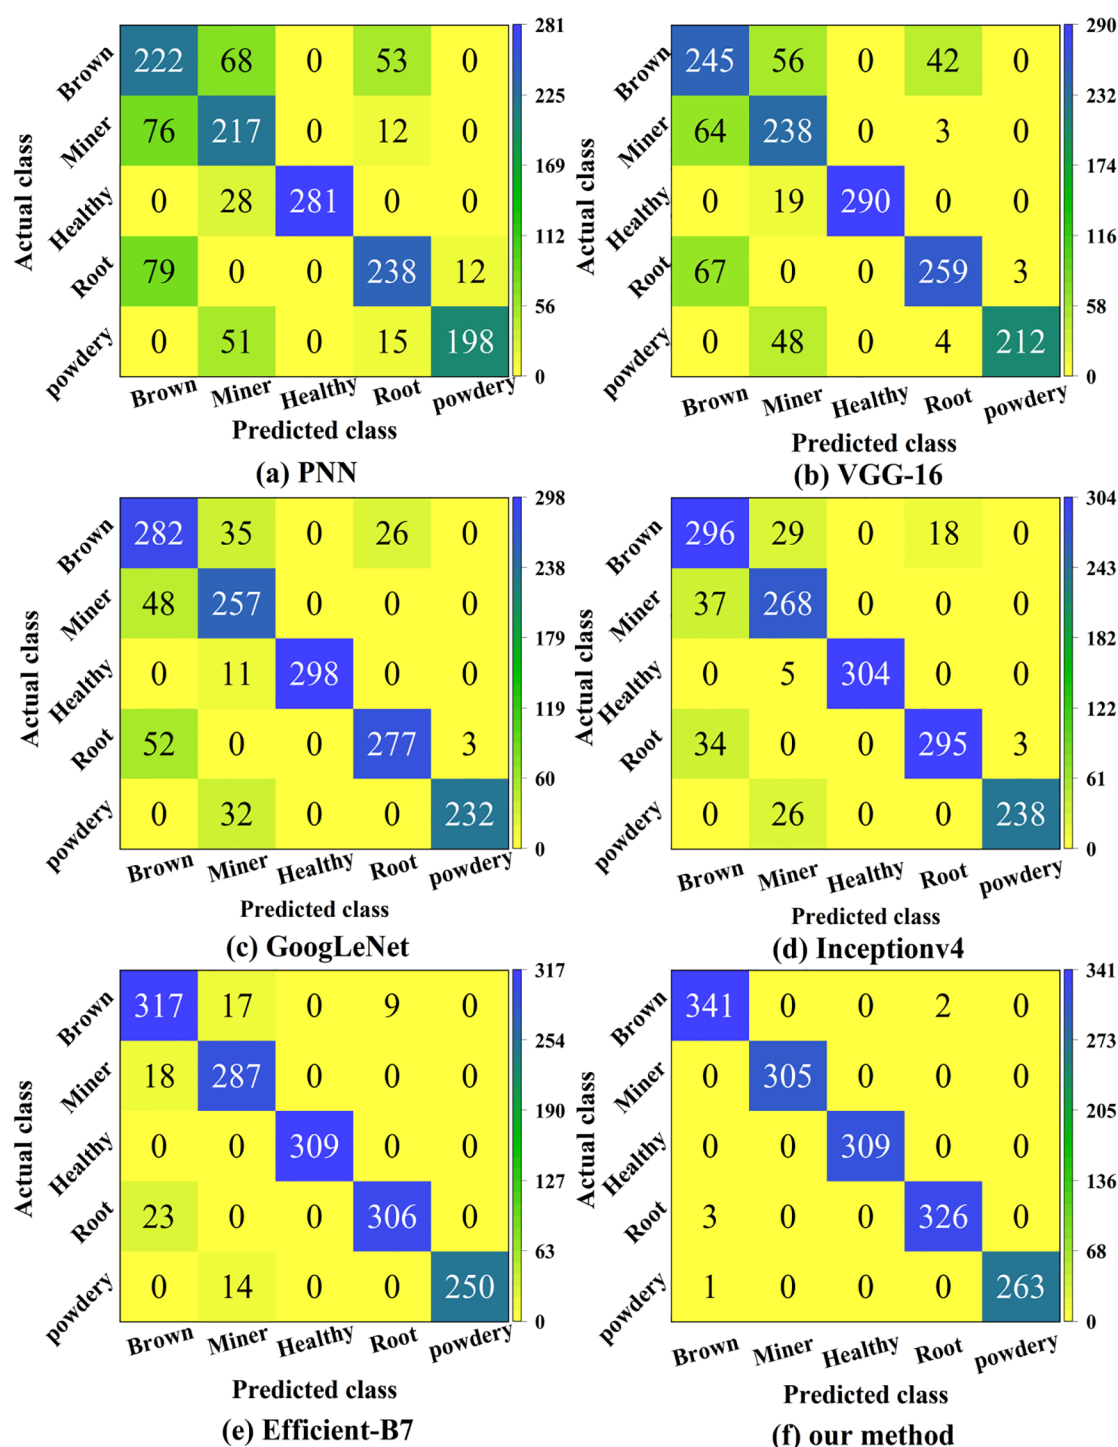 Brown 222 68 0 53 0 281
Miner 76 217 0 12 0 225
Healthy 0 28 281 0 0 169
Root 79 0 0 238 12 112
powdery 0 51 0 15 198 56
0
Actual class
Brown Miner Healthy Root powdery
Predicted class
(a) PNN
Brown 245 56 0 42 0 290
Miner 64 238 0 3 0 232
Healthy 0 19 290 0 0 174
Root 67 0 0 259 3 116
powdery 0 48 0 4 212 58
0
Actual class
Brown Miner Healthy Root powdery
Predicted class
(b) VGG-16
Brown 282 35 0 26 0 298
Miner 48 257 0 0 0 238
Healthy 0 11 298 0 0 179
Root 52 0 0 277 3 119
powdery 0 32 0 0 232 60
0
Actual class
Brown Miner Healthy Root powdery
Predicted class
(c) GoogLeNet
Brown 296 29 0 18 0 304
Miner 37 268 0 0 0 243
Healthy 0 5 304 0 0 182
Root 34 0 0 295 3 122
powdery 0 26 0 0 238 61
0
Actual class
Brown Miner Healthy Root powdery
Predicted class
(d) Inceptionv4
Brown 317 17 0 9 0 317
Miner 18 287 0 0 0 254
Healthy 0 0 309 0 0 190
Root 23 0 0 306 0 127
powdery 0 14 0 0 250 63
0
Actual class
Brown Miner Healthy Root powdery
Predicted class
(e) Efficient-B7
Brown 341 0 0 2 0 341
Miner 0 305 0 0 0 273
Healthy 0 0 309 0 0 205
Root 3 0 0 326 0 136
powdery 1 0 0 0 263 68
0
Actual class
Brown Miner Healthy Root powdery
Predicted class
(f) our method